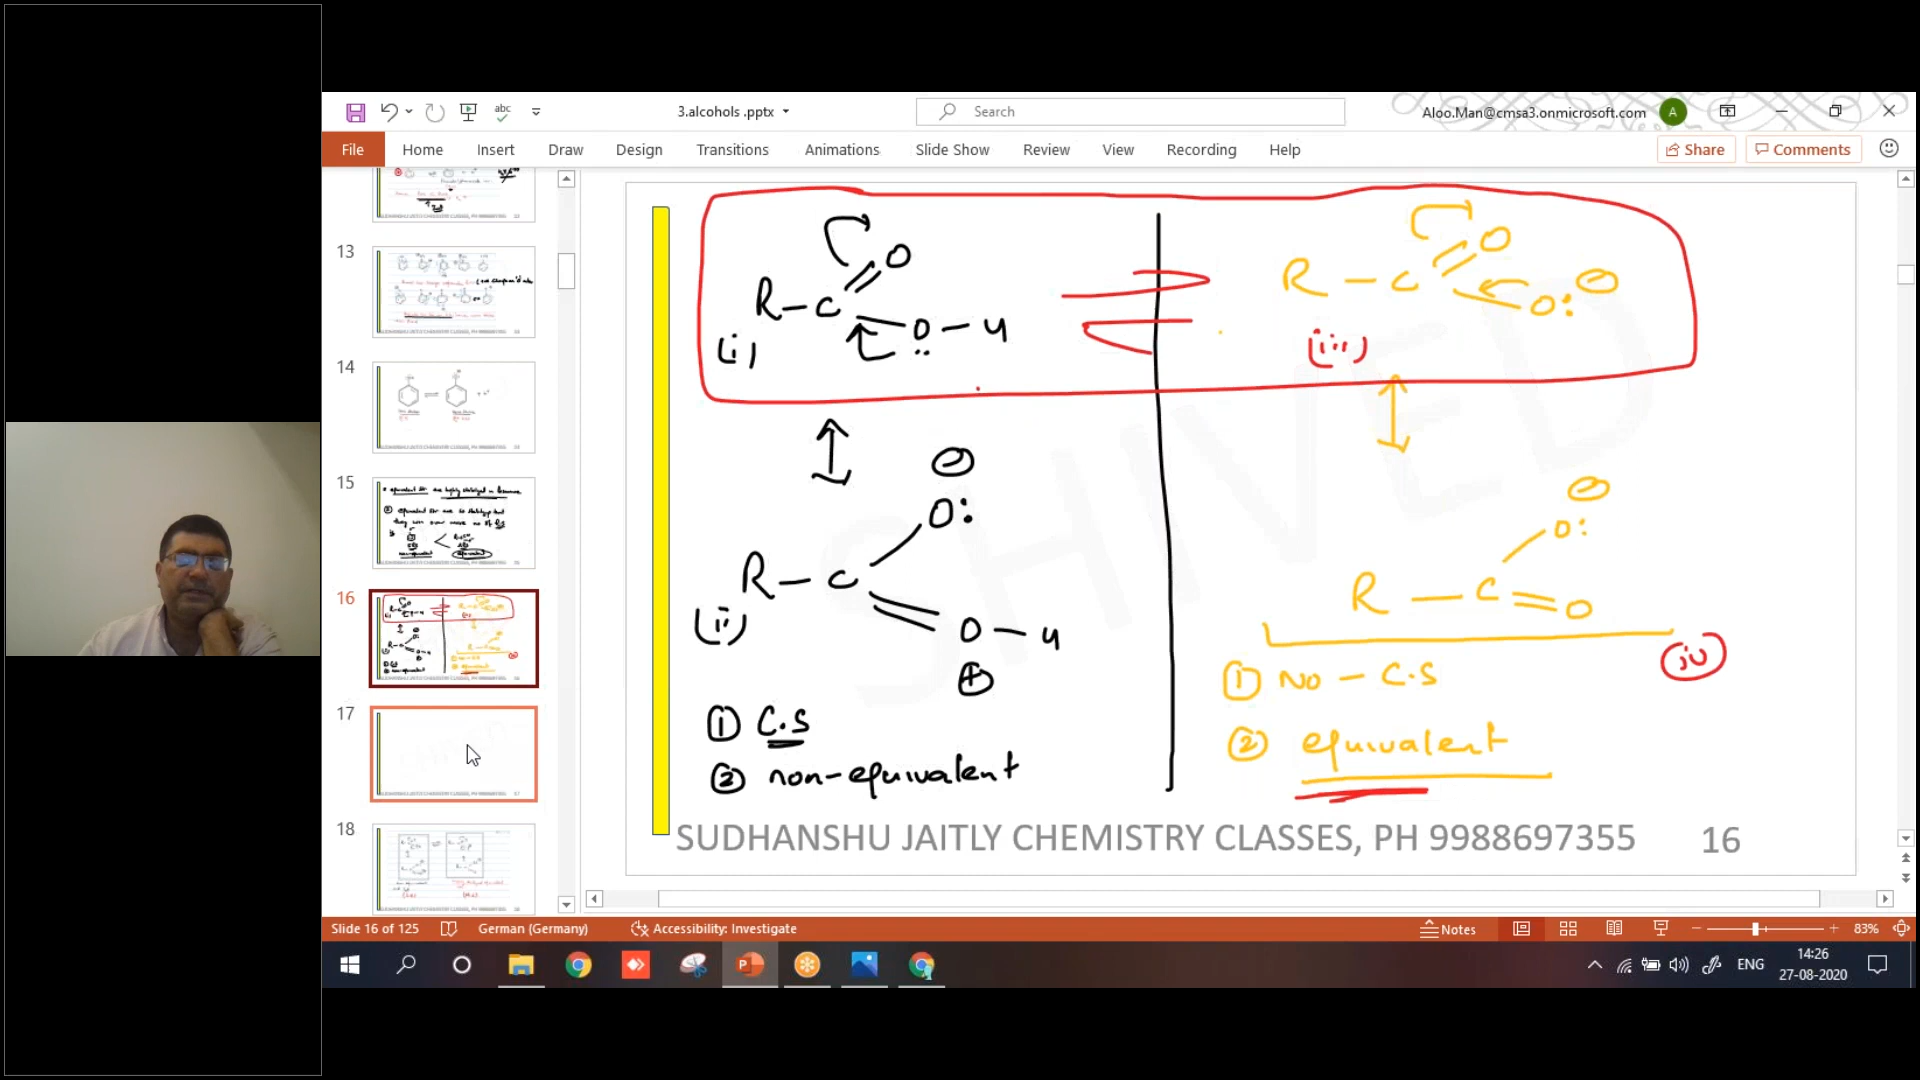 3.alcohols .pptx
Search
Aloo.Man@cmsa3.onmicrosoft.com
A
File Home Insert Draw Design Transitions Animations Slide Show Review View Recording Help
Share Comments
13
14
15
16
17
18
R - C
O
O - H
(i)
R - C
O
O: ⊖
(iii)
⊖
O:
R - C
O - H
(ii)
⊕
⊖
O:
R - C
O
(iv)
① C.S
② non-equivalent
① No - C.S
② equivalent
SHIVED
SUDHANSHU JAITLY CHEMISTRY CLASSES, PH 9988697355 16
Slide 16 of 125 German (Germany) Accessibility: Investigate
Notes
83%
ENG
14:26
27-08-2020